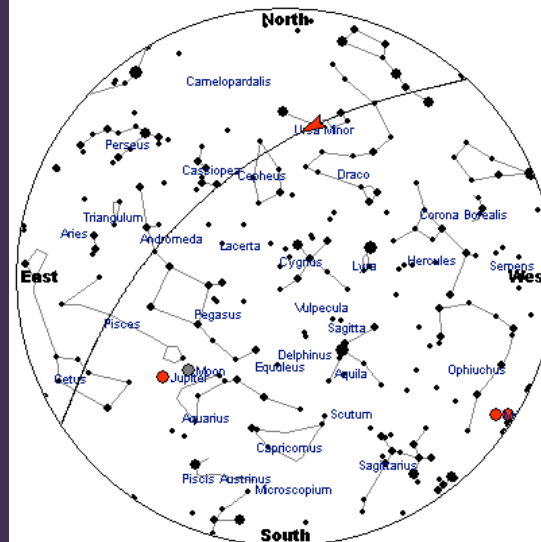 North
Camelopardalis
Ursa Minor
Perseus
Cassiopeia
Cepheus
Draco
Triangulum
Corona Borealis
Aries
Andromeda
Lacerta
Cygnus
Lyra
Hercules
Serpens
East
Wes
Pisces
Pegasus
Vulpecula
Sagitta
Delphinus
Equuleus
Aquila
Ophiuchus
Moon
Jupiter
Cetus
Aquarius
Scutum
Capricornus
Sagittarius
Piscis Austrinus
Microscopium
South